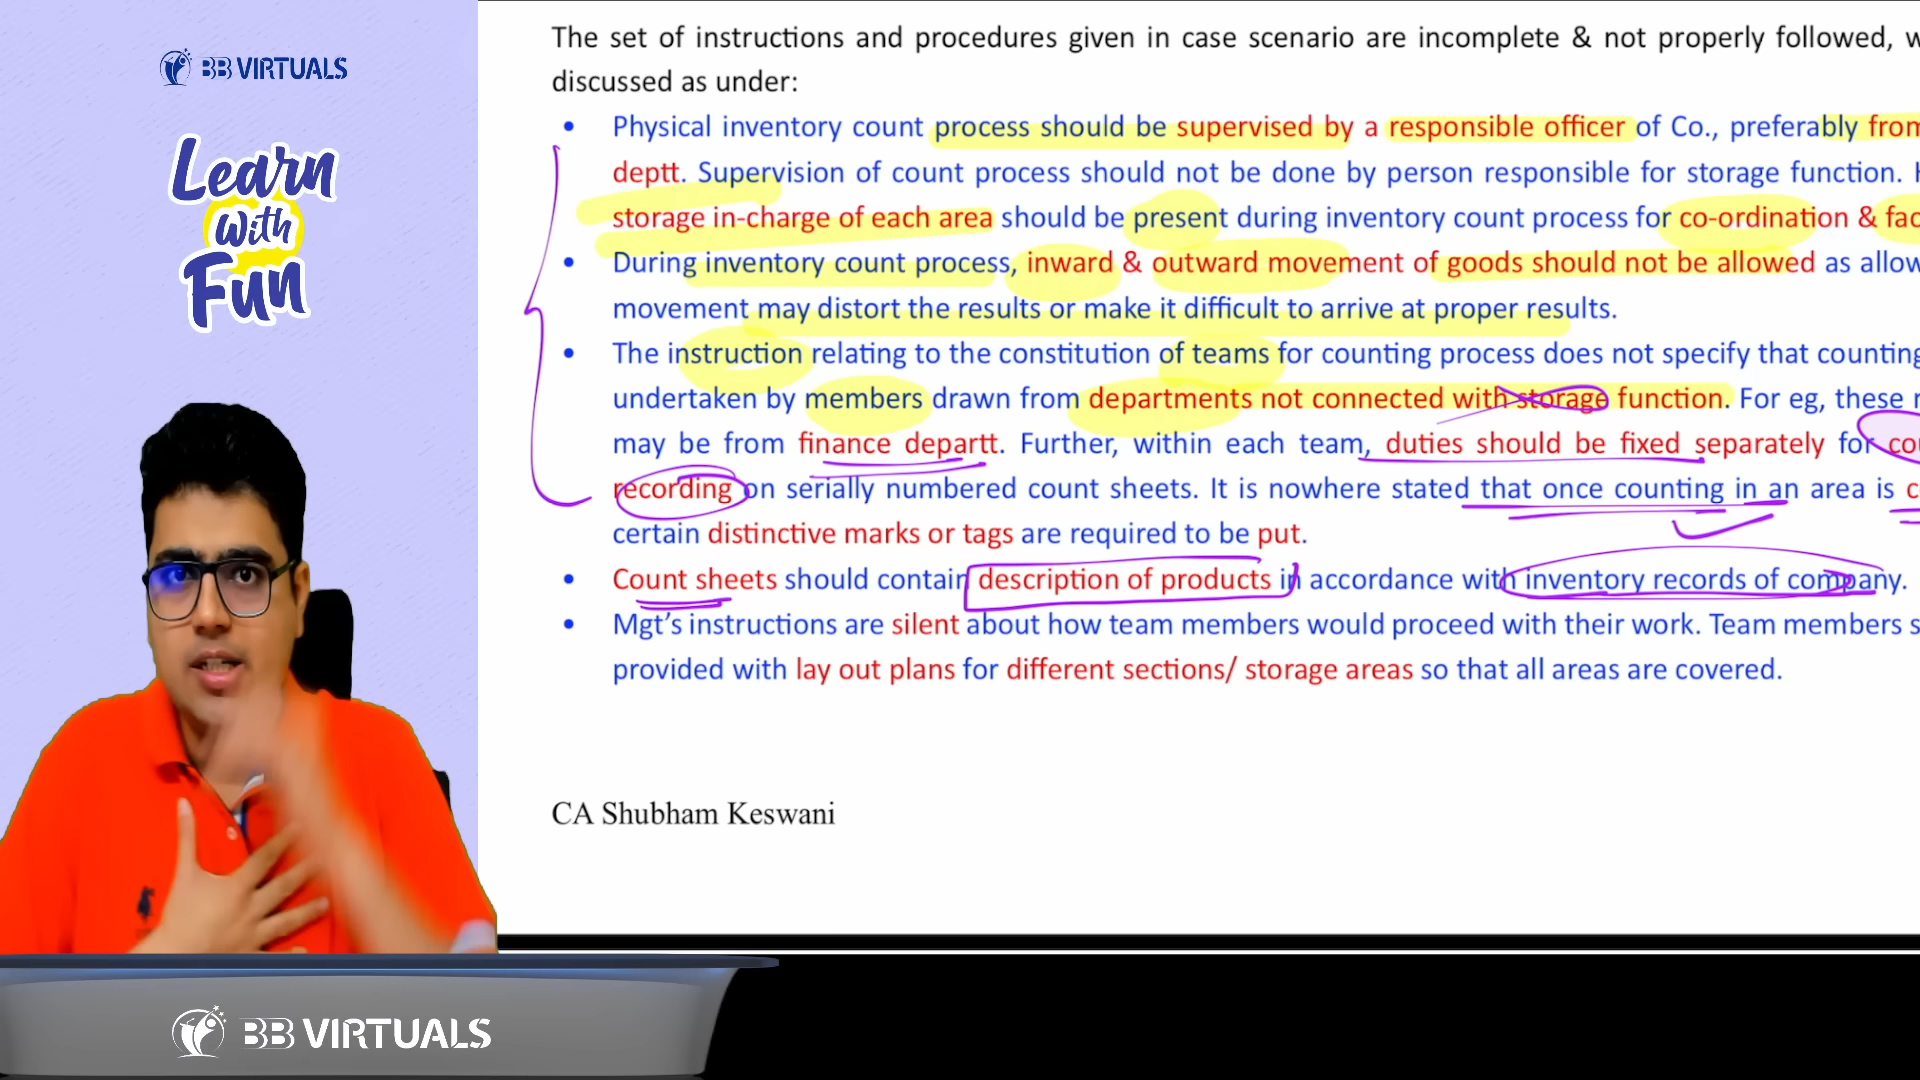 BB VIRTUALS
Learn
With
Fun
The set of instructions and procedures given in case scenario are incomplete & not properly followed,
discussed as under:
• Physical inventory count process should be supervised by a responsible officer of Co., preferably from
deptt. Supervision of count process should not be done by person responsible for storage function.
storage in-charge of each area should be present during inventory count process for co-ordination &
• During inventory count process, inward & outward movement of goods should not be allowed as
movement may distort the results or make it difficult to arrive at proper results.
• The instruction relating to the constitution of teams for counting process does not specify that counting
undertaken by members drawn from departments not connected with storage function. For eg, these
may be from finance departt. Further, within each team, duties should be fixed separately for
recording on serially numbered count sheets. It is nowhere stated that once counting in an area is
certain distinctive marks or tags are required to be put.
• Count sheets should contain description of products in accordance with inventory records of company.
• Mgt's instructions are silent about how team members would proceed with their work. Team members
provided with lay out plans for different sections/ storage areas so that all areas are covered.
CA Shubham Keswani
BB VIRTUALS